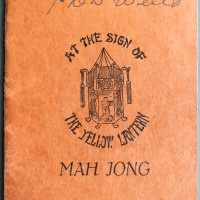 AT THE SIGN OF
THE YELLOW LANTERN
MAH JONG